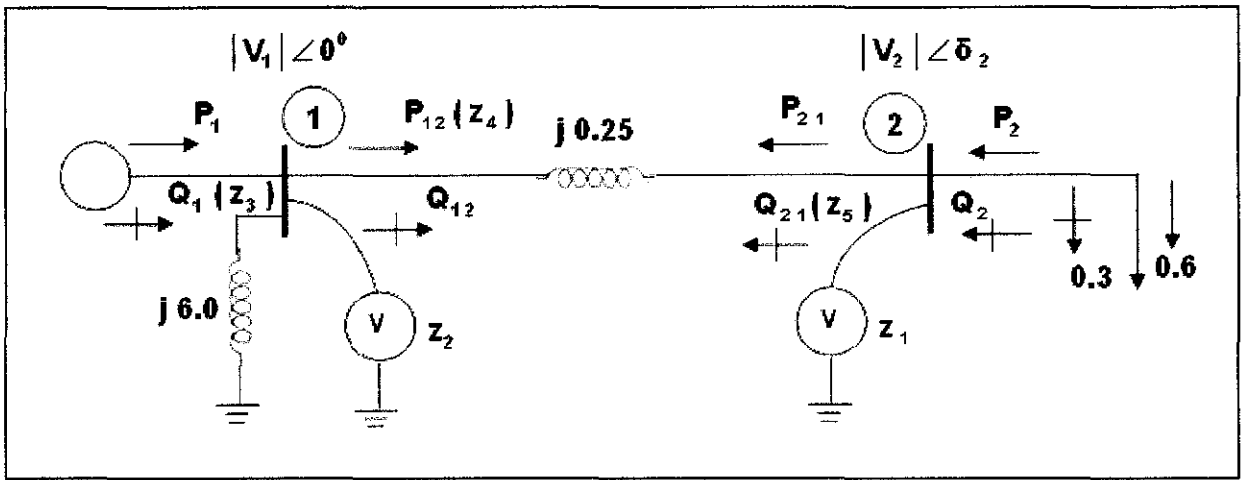 |V₁| ∠0⁰
|V₂| ∠δ₂
P₁
1
P₁₂ (z₄)
j 0.25
P₂₁
2
P₂
Q₁ (z₃)
Q₁₂
Q₂₁ (z₅)
Q₂
0.3
0.6
j 6.0
V
z₂
V
z₁